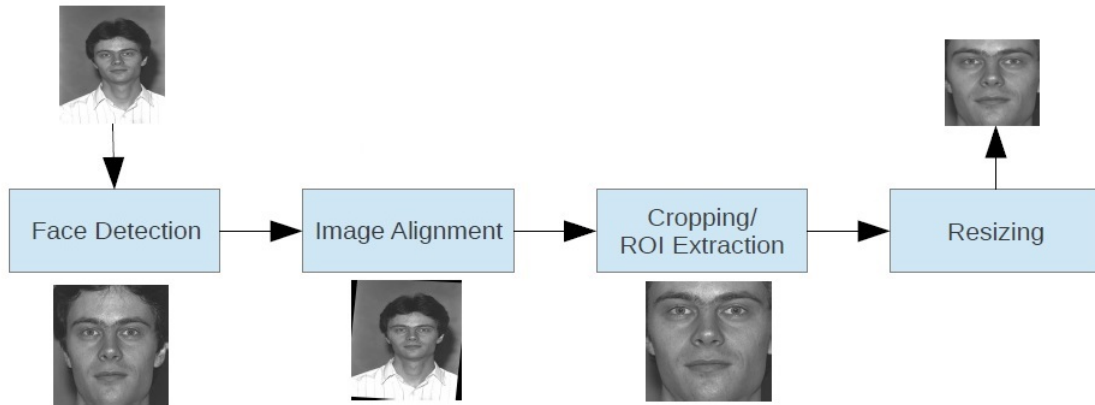 Face Detection
Image Alignment
Cropping/
ROI Extraction
Resizing